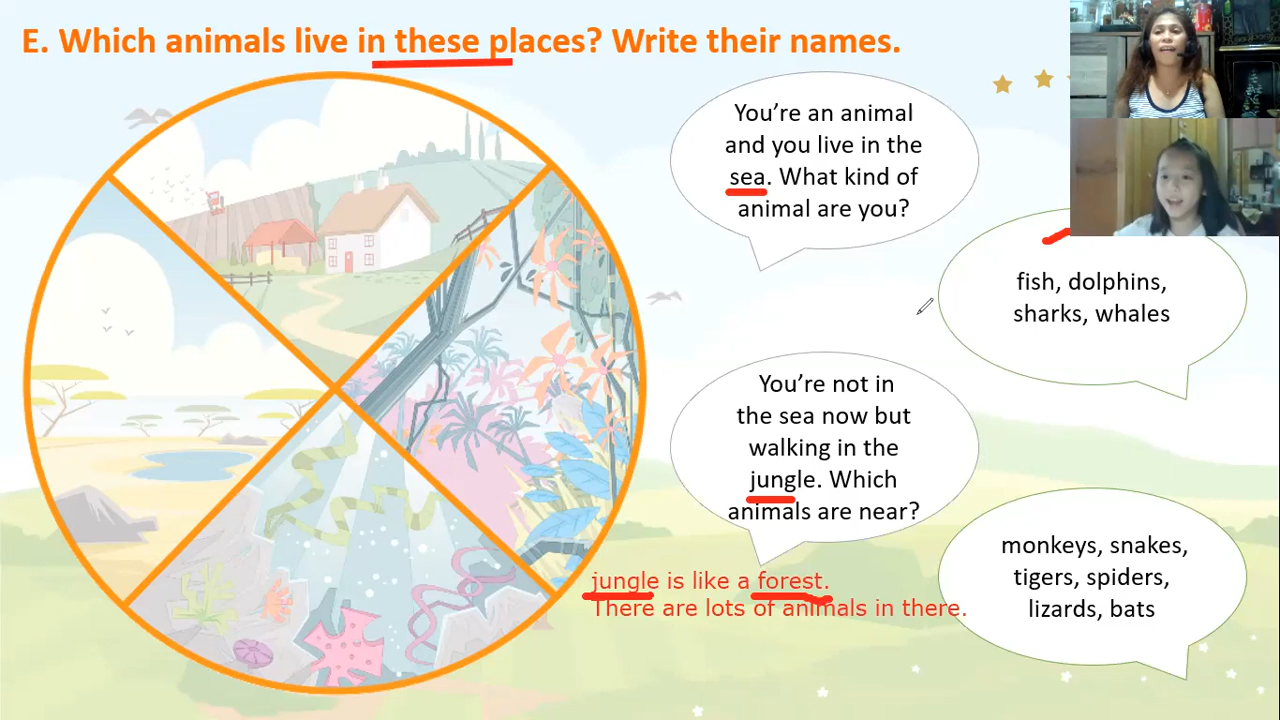 E. Which animals live in these places? Write their names.
You’re an animal
and you live in the
sea. What kind of
animal are you?
fish, dolphins,
sharks, whales
You’re not in
the sea now but
walking in the
jungle. Which
animals are near?
jungle is like a forest.
There are lots of animals in there.
monkeys, snakes,
tigers, spiders,
lizards, bats